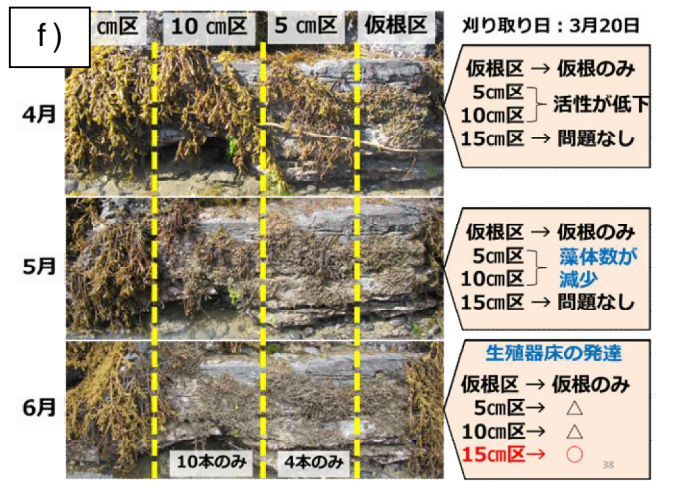 f)
cm区
10 cm区
5 cm区
仮根区
刈り取り日：3月20日
4月
仮根区 → 仮根のみ
5cm区
10cm区
活性が低下
15cm区 → 問題なし
5月
仮根区 → 仮根のみ
5cm区
10cm区
藻体数が
減少
15cm区 → 問題なし
6月
10本のみ
4本のみ
生殖器床の発達
仮根区 → 仮根のみ
5cm区→ △
10cm区→ △
15cm区→ ○
38